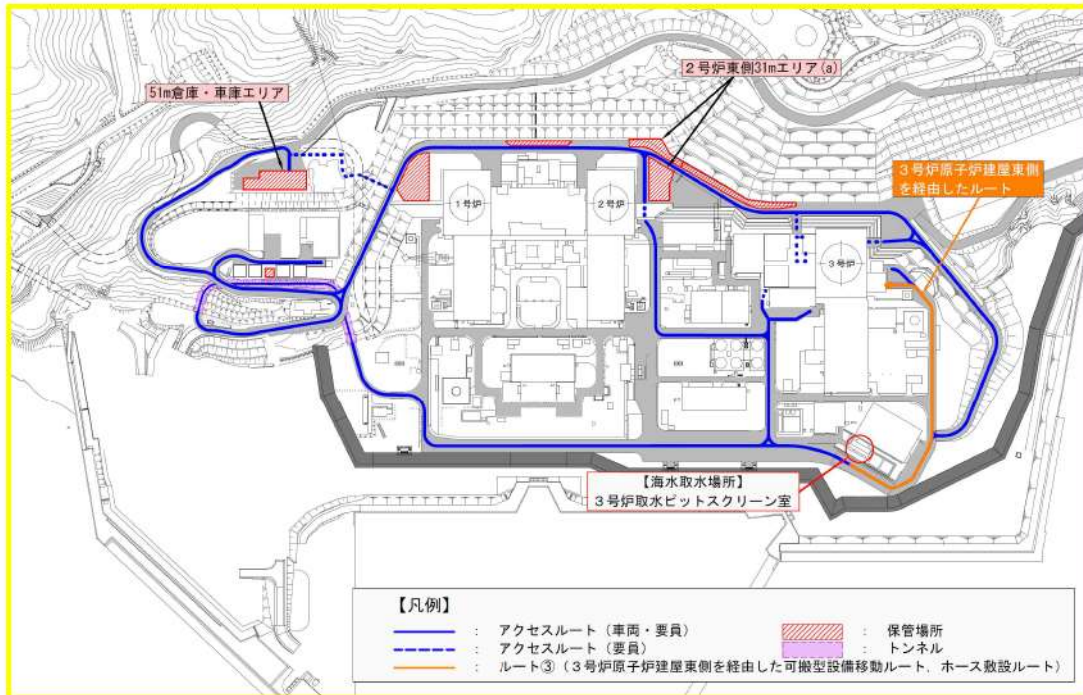 51m倉庫・車庫エリア
2号炉東側31mエリア(a)
3号炉原子炉建屋東側
を経由したルート
1号炉
2号炉
3号炉
【海水取水場所】
3号炉取水ピットスクリーン室
【凡例】
: アクセスルート(車両・要員)
: 保管場所
: アクセスルート(要員)
: トンネル
: ルート③(3号炉原子炉建屋東側を経由した可搬型設備移動ルート、ホース敷設ルート)